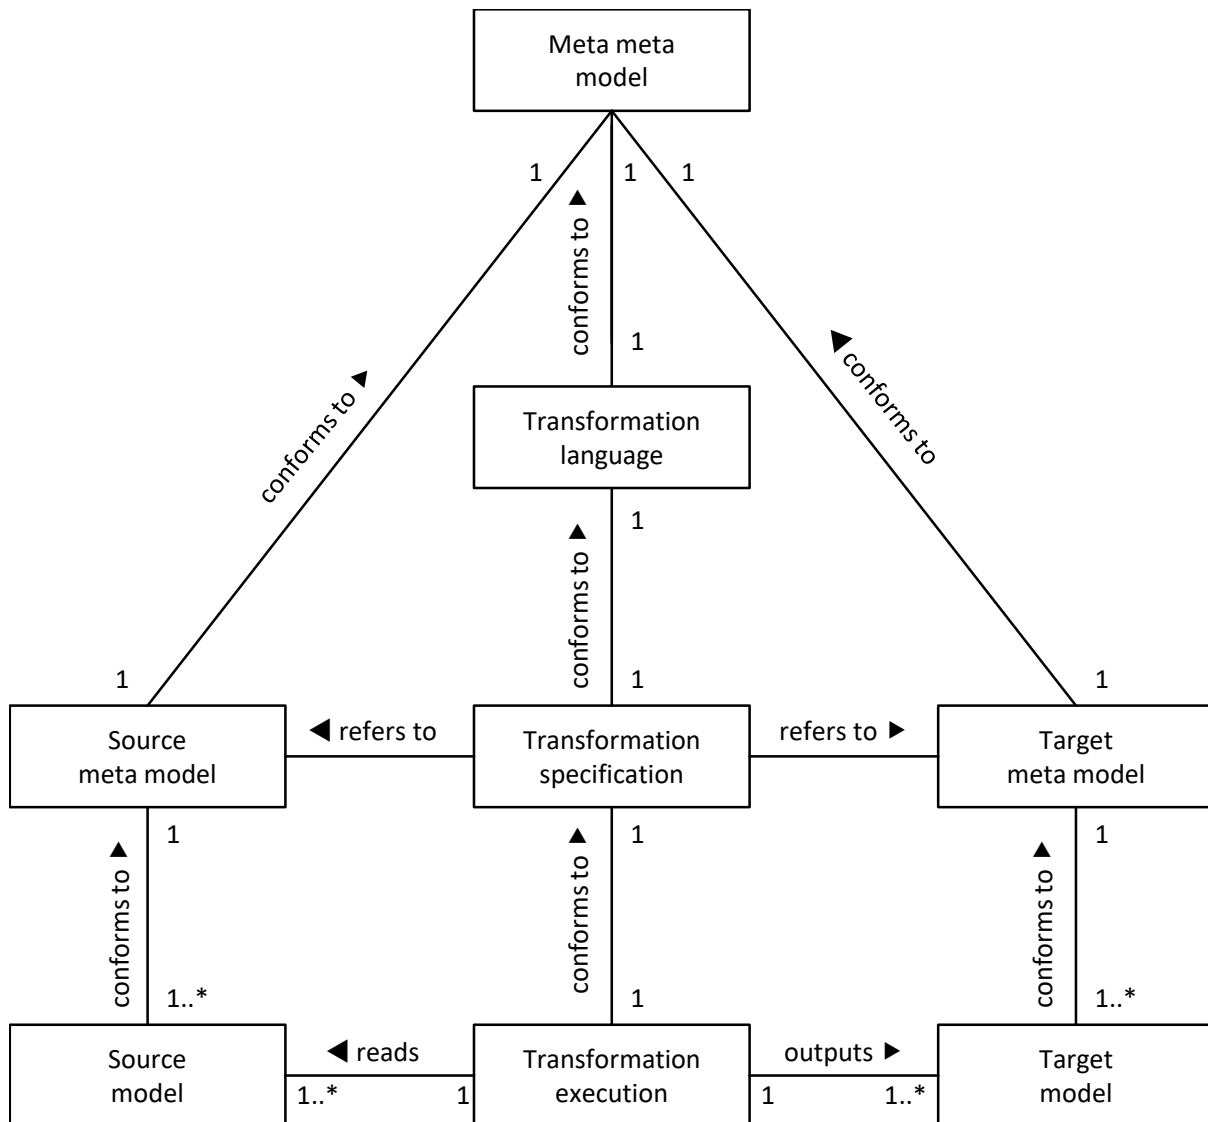 Meta meta
model
1
1
1
conforms to ▲
1
conforms to ▲
▲ conforms to
Transformation
language
1
conforms to ▲
1
1
1
Source
meta model
◀ refers to
Transformation
specification
refers to ▶
Target
meta model
1
1
1
conforms to ▲
conforms to ▲
conforms to ▲
1..*
1
1..*
Source
model
◀ reads
1..*
1
Transformation
execution
outputs ▶
1
1..*
Target
model